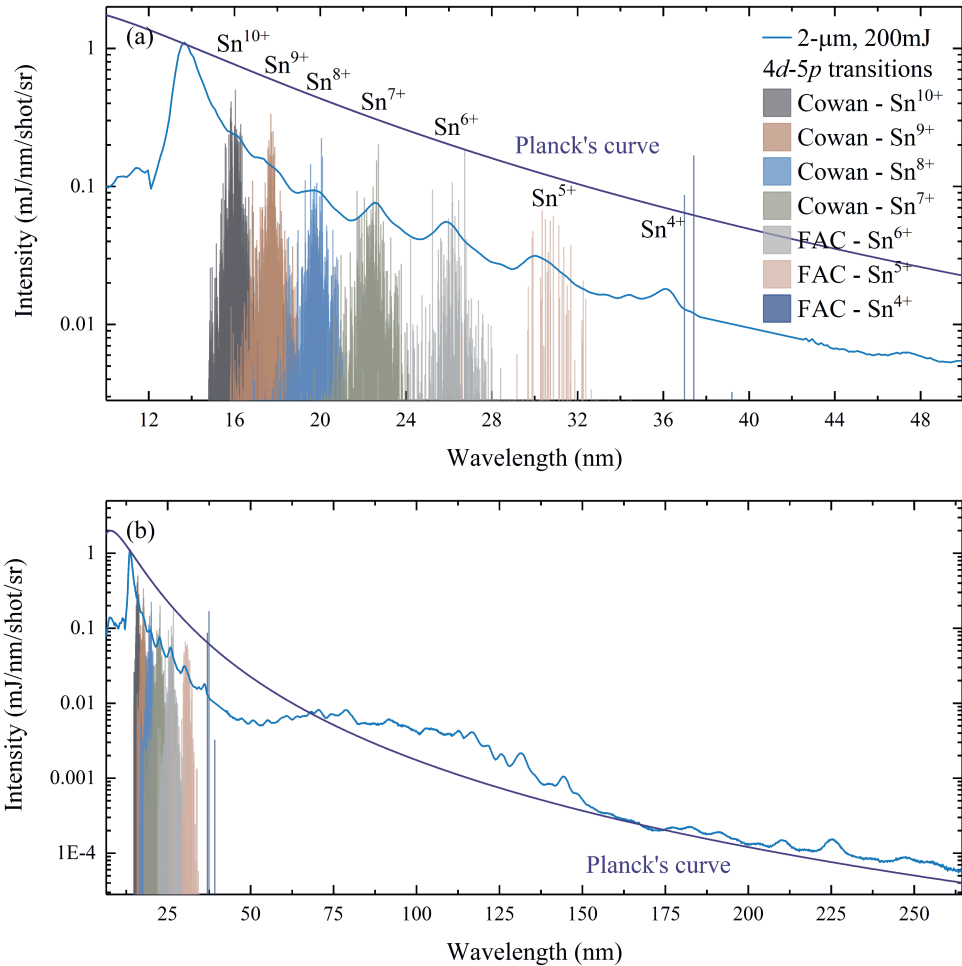 (a)
Sn10+
Sn9+
Sn8+
Sn7+
Sn6+
Sn5+
Sn4+
Planck's curve
2-μm, 200mJ
4d-5p transitions
Cowan - Sn10+
Cowan - Sn9+
Cowan - Sn8+
Cowan - Sn7+
FAC - Sn6+
FAC - Sn5+
FAC - Sn4+
1
0.1
0.01
Intensity (mJ/nm/shot/sr)
12 16 20 24 28 32 36 40 44 48
Wavelength (nm)
(b)
1
0.1
0.01
0.001
1E-4
Intensity (mJ/nm/shot/sr)
Planck's curve
25 50 75 100 125 150 175 200 225 250
Wavelength (nm)